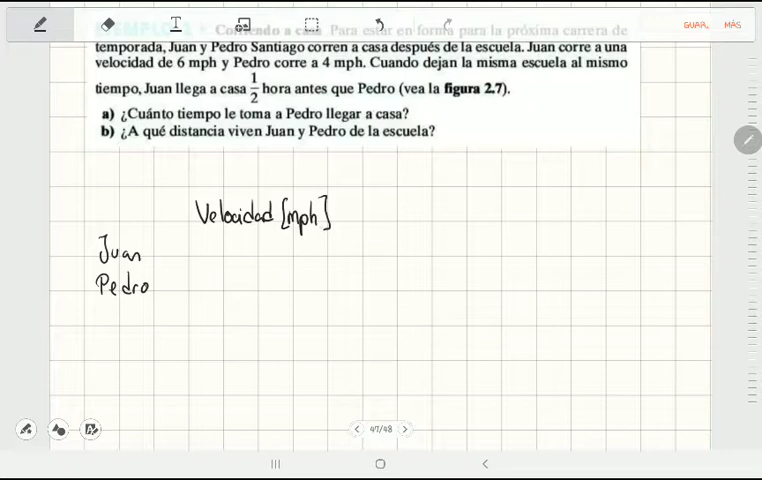 GUAR. MÁS
Corriendo a casa Para estar en forma para la próxima carrera de
temporada, Juan y Pedro Santiago corren a casa después de la escuela. Juan corre a una
velocidad de 6 mph y Pedro corre a 4 mph. Cuando dejan la misma escuela al mismo
tiempo, Juan llega a casa 1/2 hora antes que Pedro (vea la figura 2.7).
a) ¿Cuánto tiempo le toma a Pedro llegar a casa?
b) ¿A qué distancia viven Juan y Pedro de la escuela?
Velocidad [mph]
Juan
Pedro
47/48